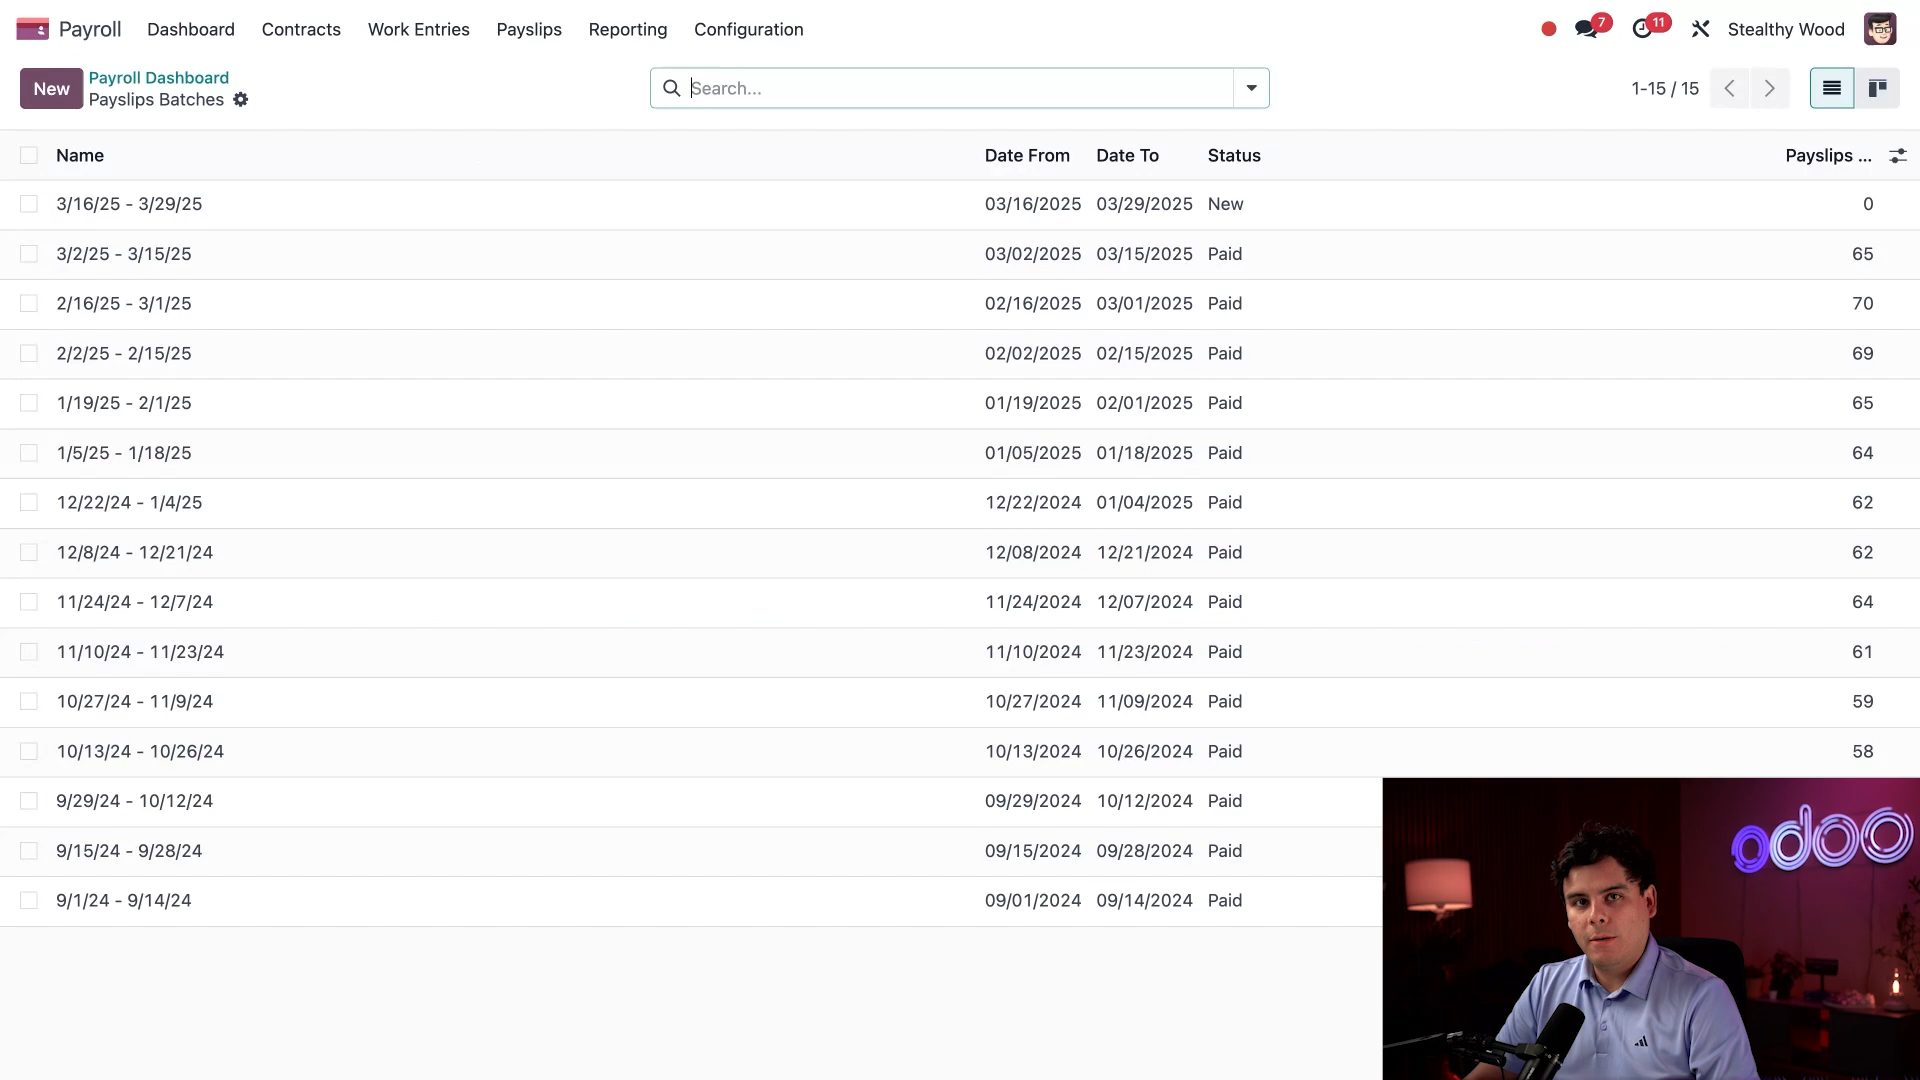 Payroll Dashboard Contracts Work Entries Payslips Reporting Configuration 7 11 Stealthy Wood
New Payroll Dashboard
Payslips Batches
Search...
1-15 / 15
Name Date From Date To Status Payslips ...
3/16/25 - 3/29/25 03/16/2025 03/29/2025 New 0
3/2/25 - 3/15/25 03/02/2025 03/15/2025 Paid 65
2/16/25 - 3/1/25 02/16/2025 03/01/2025 Paid 70
2/2/25 - 2/15/25 02/02/2025 02/15/2025 Paid 69
1/19/25 - 2/1/25 01/19/2025 02/01/2025 Paid 65
1/5/25 - 1/18/25 01/05/2025 01/18/2025 Paid 64
12/22/24 - 1/4/25 12/22/2024 01/04/2025 Paid 62
12/8/24 - 12/21/24 12/08/2024 12/21/2024 Paid 62
11/24/24 - 12/7/24 11/24/2024 12/07/2024 Paid 64
11/10/24 - 11/23/24 11/10/2024 11/23/2024 Paid 61
10/27/24 - 11/9/24 10/27/2024 11/09/2024 Paid 59
10/13/24 - 10/26/24 10/13/2024 10/26/2024 Paid 58
9/29/24 - 10/12/24 09/29/2024 10/12/2024 Paid
9/15/24 - 9/28/24 09/15/2024 09/28/2024 Paid
9/1/24 - 9/14/24 09/01/2024 09/14/2024 Paid
odoo